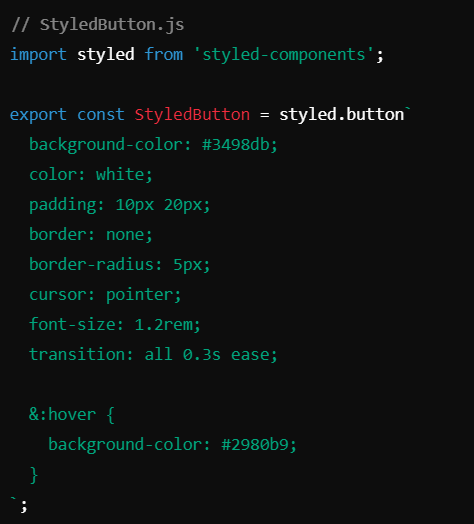 // StyledButton.js
import styled from 'styled-components';

export const StyledButton = styled.button`
  background-color: #3498db;
  color: white;
  padding: 10px 20px;
  border: none;
  border-radius: 5px;
  cursor: pointer;
  font-size: 1.2rem;
  transition: all 0.3s ease;

  &:hover {
    background-color: #2980b9;
  }
`;